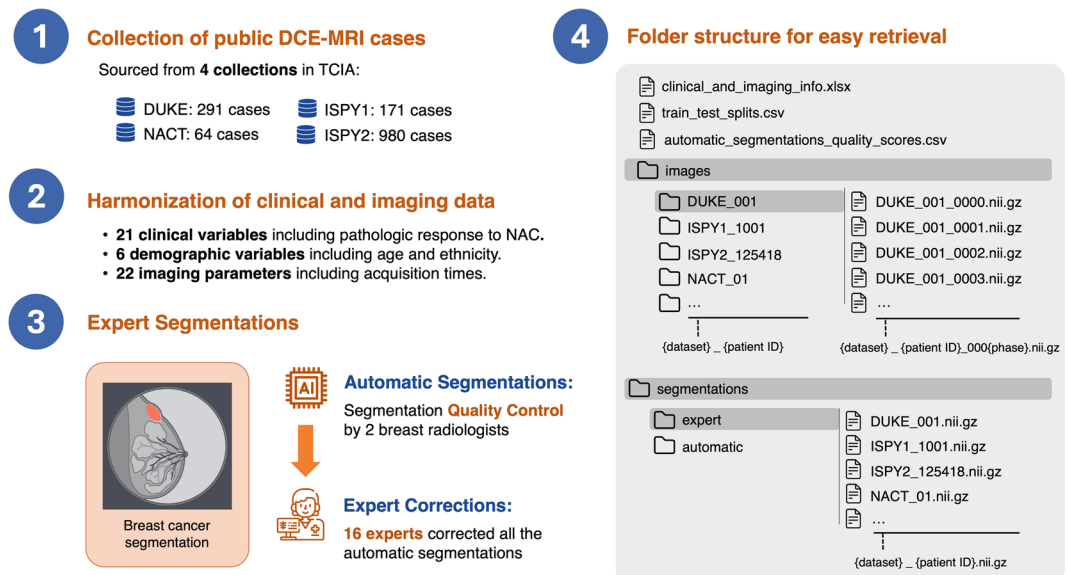 1
Collection of public DCE-MRI cases
Sourced from 4 collections in TCIA:
DUKE: 291 cases
ISPY1: 171 cases
NACT: 64 cases
ISPY2: 980 cases
2
Harmonization of clinical and imaging data
• 21 clinical variables including pathologic response to NAC.
• 6 demographic variables including age and ethnicity.
• 22 imaging parameters including acquisition times.
3
Expert Segmentations
Breast cancer
segmentation
AI
Automatic Segmentations:
Segmentation Quality Control
by 2 breast radiologists
Expert Corrections:
16 experts corrected all the
automatic segmentations
4
Folder structure for easy retrieval
clinical_and_imaging_info.xlsx
train_test_splits.csv
automatic_segmentations_quality_scores.csv
images
DUKE_001
ISPY1_1001
ISPY2_125418
NACT_01
...
{dataset} _ {patient ID}
DUKE_001_0000.nii.gz
DUKE_001_0001.nii.gz
DUKE_001_0002.nii.gz
DUKE_001_0003.nii.gz
...
{dataset} _ {patient ID}_000{phase}.nii.gz
segmentations
expert
automatic
DUKE_001.nii.gz
ISPY1_1001.nii.gz
ISPY2_125418.nii.gz
NACT_01.nii.gz
...
{dataset} _ {patient ID}.nii.gz